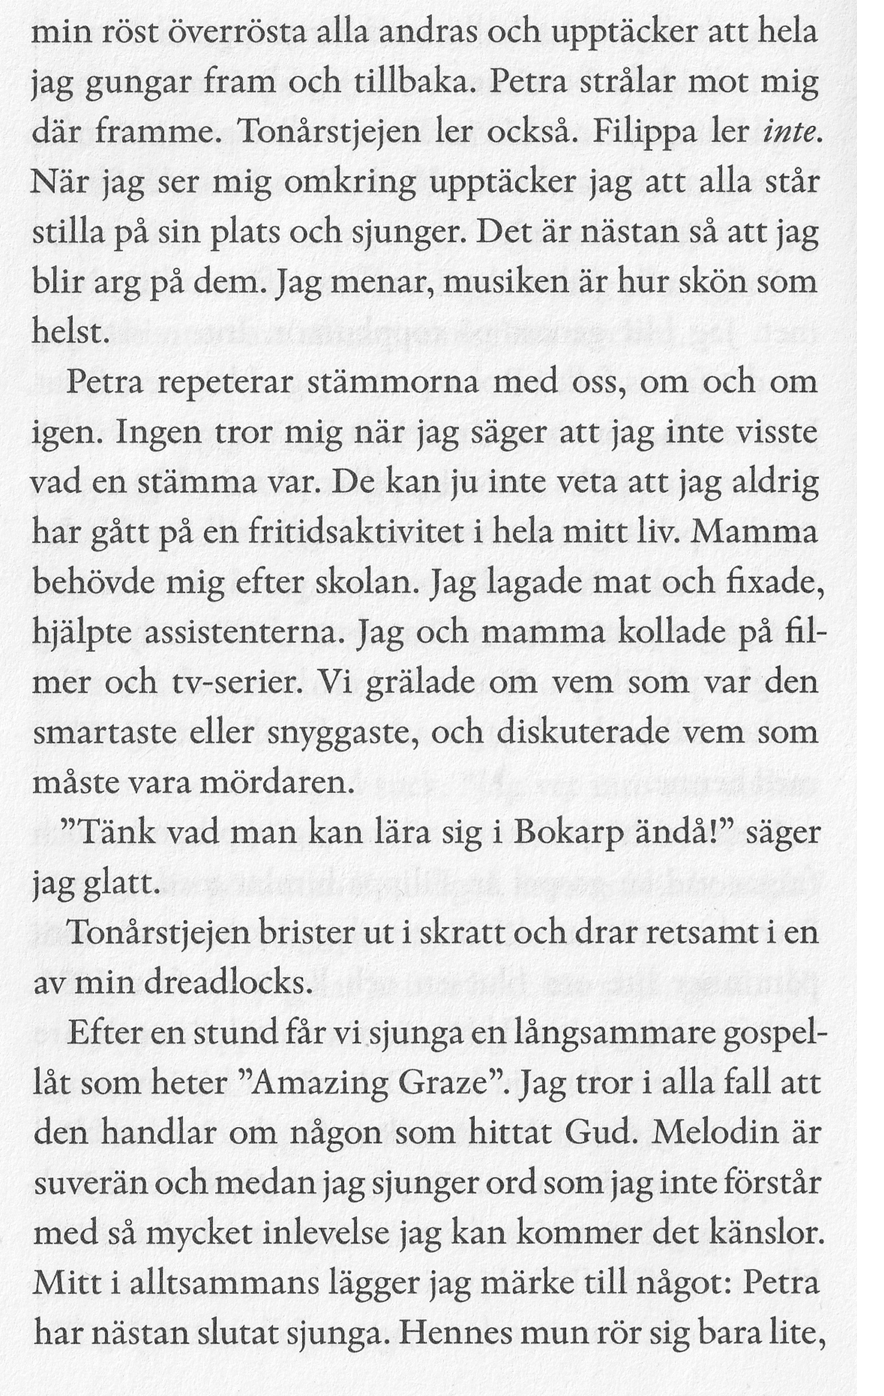 min röst överrösta alla andras och upptäcker att hela
jag gungar fram och tillbaka. Petra strålar mot mig
där framme. Tonårstjejen ler också. Filippa ler inte.
När jag ser mig omkring upptäcker jag att alla står
stilla på sin plats och sjunger. Det är nästan så att jag
blir arg på dem. Jag menar, musiken är hur skön som
helst.
Petra repeterar stämmorna med oss, om och om
igen. Ingen tror mig när jag säger att jag inte visste
vad en stämma var. De kan ju inte veta att jag aldrig
har gått på en fritidsaktivitet i hela mitt liv. Mamma
behövde mig efter skolan. Jag lagade mat och fixade,
hjälpte assistenterna. Jag och mamma kollade på fil-
mer och tv-serier. Vi grälade om vem som var den
smartaste eller snyggaste, och diskuterade vem som
måste vara mördaren.
”Tänk vad man kan lära sig i Bokarp ändå!” säger
jag glatt.
Tonårstjejen brister ut i skratt och drar retsamt i en
av min dreadlocks.
Efter en stund får vi sjunga en långsammare gospel-
låt som heter ”Amazing Graze”. Jag tror i alla fall att
den handlar om någon som hittat Gud. Melodin är
suverän och medan jag sjunger ord som jag inte förstår
med så mycket inlevelse jag kan kommer det känslor.
Mitt i alltsammans lägger jag märke till något: Petra
har nästan slutat sjunga. Hennes mun rör sig bara lite,